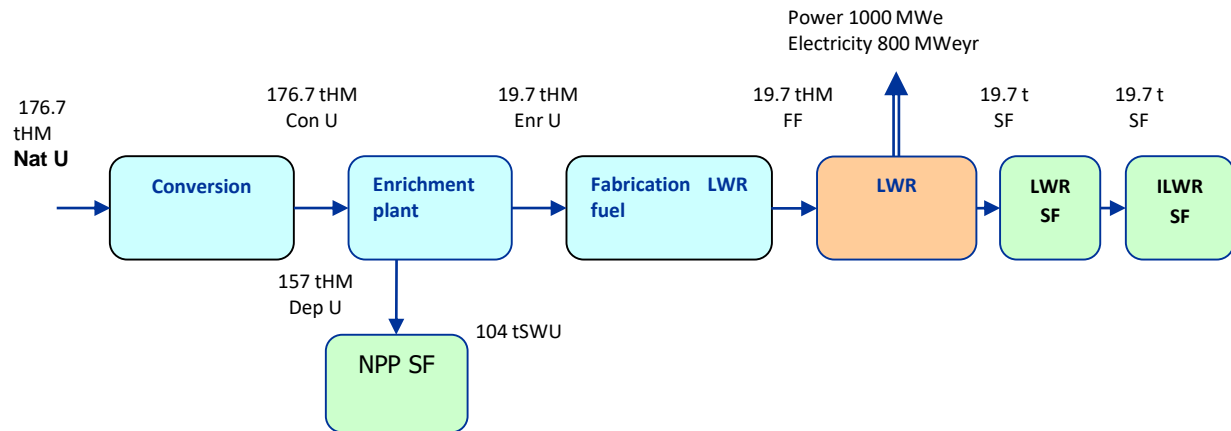 Power 1000 MWe
Electricity 800 MWeyr
176.7
tHM
Nat U
176.7 tHM
Con U
19.7 tHM
Enr U
19.7 tHM
FF
19.7 t
SF
19.7 t
SF
Conversion
Enrichment
plant
Fabrication LWR
fuel
LWR
LWR
SF
ILWR
SF
157 tHM
Dep U
104 tSWU
NPP SF